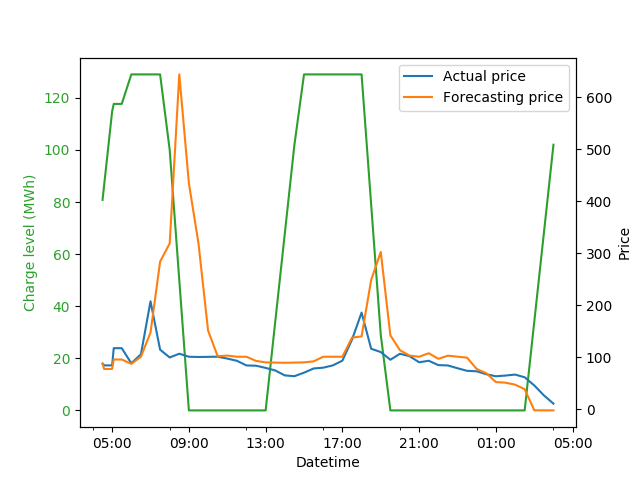 Actual price
Forecasting price
120
100
80
60
40
20
0
Charge level (MWh)
600
500
400
300
200
100
0
Price
05:00 09:00 13:00 17:00 21:00 01:00 05:00
Datetime